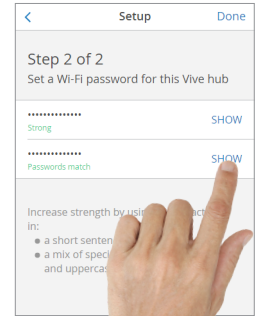 Setup
Done
Step 2 of 2
Set a Wi-Fi password for this Vive hub
••••••••••••••
SHOW
Strong
••••••••••••••
SHOW
Passwords match
Increase strength by
in:
• a short
• a mix of
and